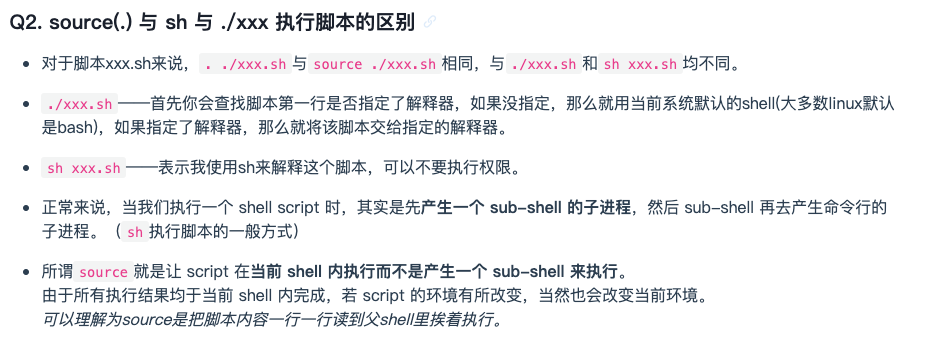 Q2. source(.) 与 sh 与 ./xxx 执行脚本的区别
对于脚本xxx.sh来说， . ./xxx.sh 与 source ./xxx.sh 相同，与 ./xxx.sh 和 sh xxx.sh 均不同。
./xxx.sh ——首先你会查找脚本第一行是否指定了解释器，如果没指定，那么就用当前系统默认的shell(大多数linux默认
是bash)，如果指定了解释器，那么就将该脚本交给指定的解释器。
sh xxx.sh ——表示我使用sh来解释这个脚本，可以不要执行权限。
正常来说，当我们执行一个 shell script 时，其实是先产生一个 sub-shell 的子进程，然后 sub-shell 再去产生命令行的
子进程。（ sh 执行脚本的一般方式）
所谓 source 就是让 script 在当前 shell 内执行而不是产生一个 sub-shell 来执行。
由于所有执行结果均于当前 shell 内完成，若 script 的环境有所改变，当然也会改变当前环境。
可以理解为source是把脚本内容一行一行读到父shell里挨着执行。